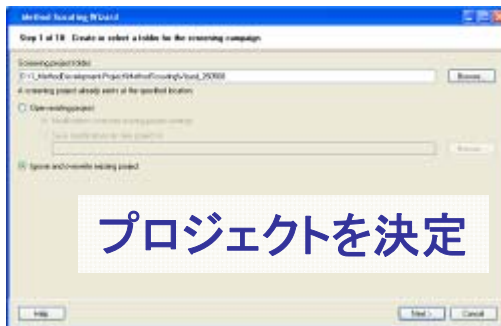 Method Scouting Wizard
Step 1 of 10 Create or select a folder for the screening campaign
Screening project folder
Browse...
A screening project already exists at the specified location.
Open existing project
Browse...
Ignore and overwrite existing project
プロジェクトを決定
Help
Next >
Cancel